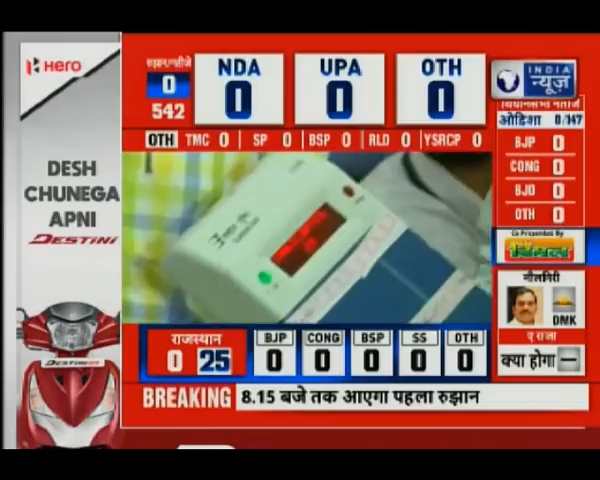 HERO
DESH
CHUNEGA
APNI
DESTINI
DESTINI
रुझान/नतीजे
0
542
NDA
0
UPA
0
OTH
0
INDIA
न्यूज़
OTH TMC 0 SP 0 BSP 0 RLD 0 YSRCP 0
विधानसभा नतीजे
ओडिशा 0/147
BJP 0
CONG 0
BJD 0
OTH 0
Co Presented By
विमल
नीलगिरी
DMK
ए राजा
क्या होगा
राजस्थान
0 25
BJP 0
CONG 0
BSP 0
SS 0
OTH 0
BREAKING 8.15 बजे तक आएगा पहला रुझान